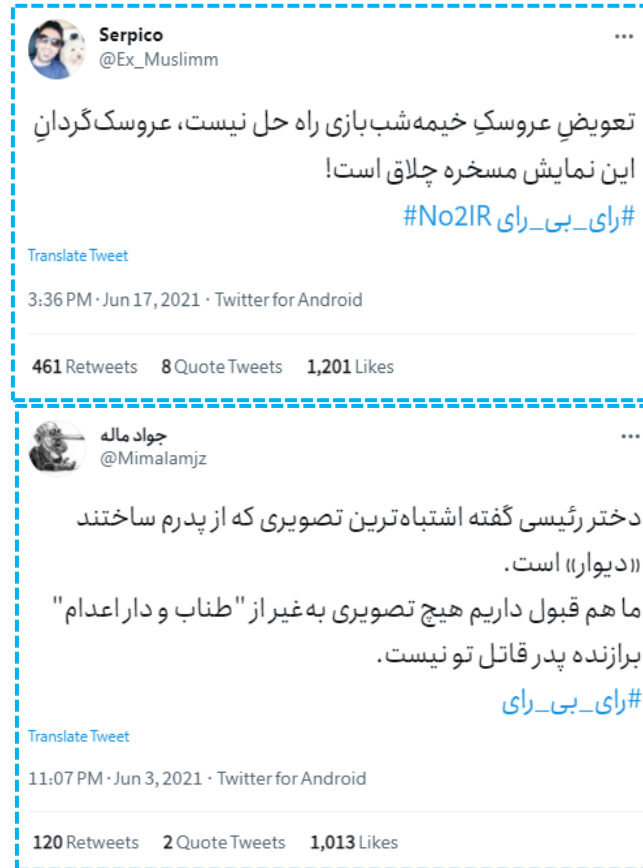 Serpico
@Ex_Muslimm
تعویضِ عروسکِ خیمه‌شب‌بازی راه حل نیست، عروسک‌گردانِ
این نمایش مسخره چلاق است!
#رای_بی_رای #No2IR
Translate Tweet
3:36 PM · Jun 17, 2021 · Twitter for Android
461 Retweets 8 Quote Tweets 1,201 Likes
جواد ماله
@Mimalamjz
دختر رئیسی گفته اشتباه‌ترین تصویری که از پدرم ساختند
«دیوار» است.
ما هم قبول داریم هیچ تصویری به‌غیر از "طناب و دار اعدام"
برازنده پدر قاتل تو نیست.
#رای_بی_رای
Translate Tweet
11:07 PM · Jun 3, 2021 · Twitter for Android
120 Retweets 2 Quote Tweets 1,013 Likes